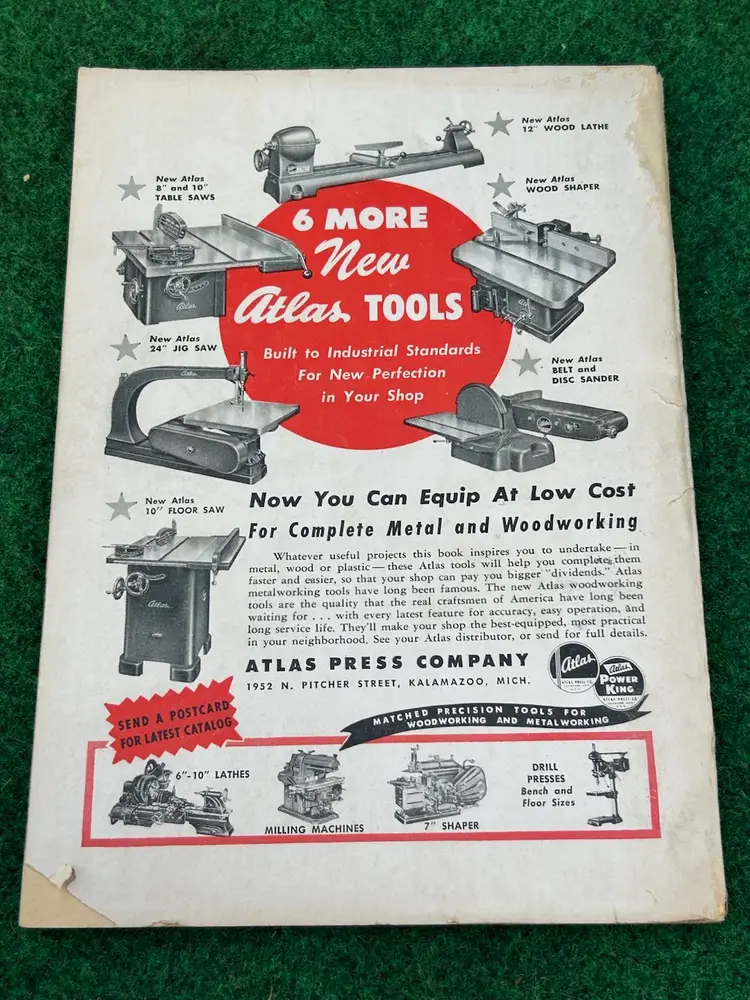 New Atlas
12" WOOD LATHE
New Atlas
8" and 10"
TABLE SAWS
New Atlas
WOOD SHAPER
6 MORE
New
Atlas TOOLS
Built to Industrial Standards
For New Perfection
in Your Shop
New Atlas
24" JIG SAW
New Atlas
BELT and
DISC SANDER
New Atlas
10" FLOOR SAW
Now You Can Equip At Low Cost
For Complete Metal and Woodworking
Whatever useful projects this book inspires you to undertake — in
metal, wood or plastic — these Atlas tools will help you complete them
faster and easier, so that your shop can pay you bigger "dividends." Atlas
metalworking tools have long been famous. The new Atlas woodworking
tools are the quality that the real craftsmen of America have long been
waiting for . . . with every latest feature for accuracy, easy operation, and
long service life. They'll make your shop the best-equipped, most practical
in your neighborhood. See your Atlas distributor, or send for full details.
ATLAS PRESS COMPANY
1952 N. PITCHER STREET, KALAMAZOO, MICH.
Atlas
ATLAS PRESS CO.
Atlas
POWER
KING
ATLAS PRESS CO.
MATCHED PRECISION TOOLS FOR
WOODWORKING AND METALWORKING
SEND A POSTCARD
FOR LATEST CATALOG
6"-10" LATHES
MILLING MACHINES
7" SHAPER
DRILL
PRESSES
Bench and
Floor Sizes
Atlas
Atlas
Atlas